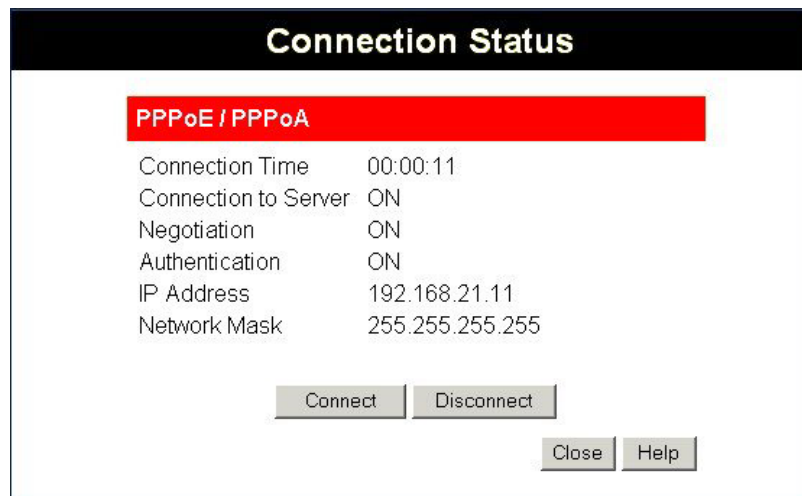 Connection Status
PPPoE / PPPoA
Connection Time 00:00:11
Connection to Server ON
Negotiation ON
Authentication ON
IP Address 192.168.21.11
Network Mask 255.255.255.255
Connect Disconnect
Close Help